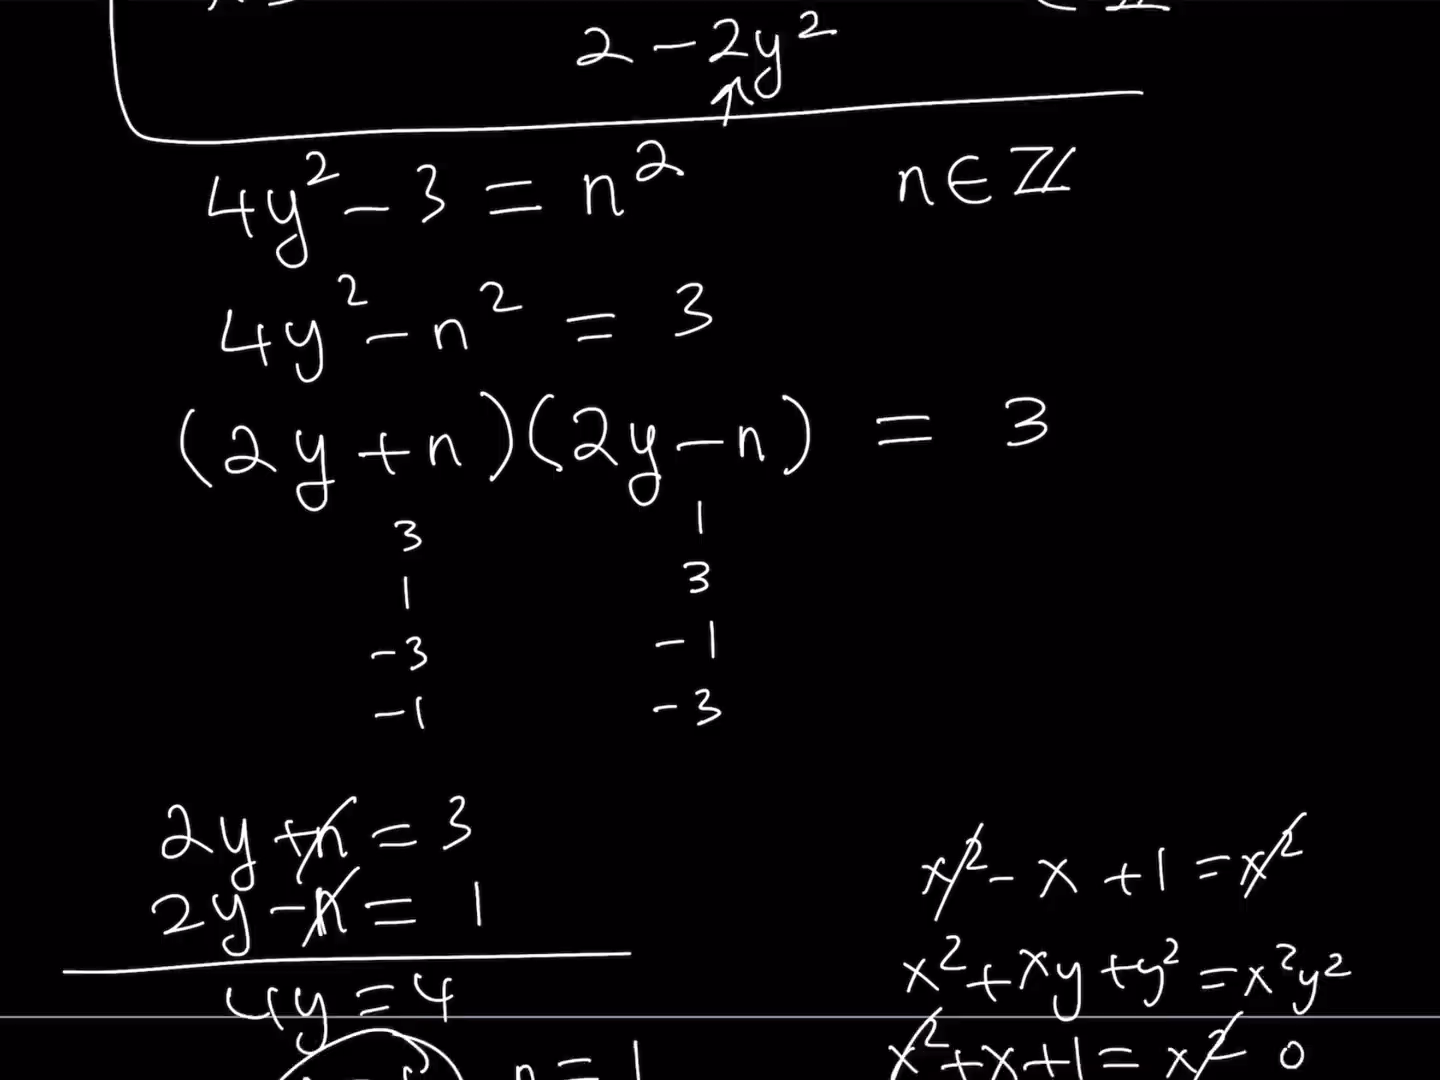 2 - 2y²
4y² - 3 = n² n ∈ ℤ
4y² - n² = 3
(2y + n)(2y - n) = 3
3 1
1 3
-3 -1
-1 -3
2y + n = 3
2y - n = 1
4y = 4
n = 1
x² - x + 1 = x²
x² + xy + y² = x²y²
x² + x + 1 = x² 0